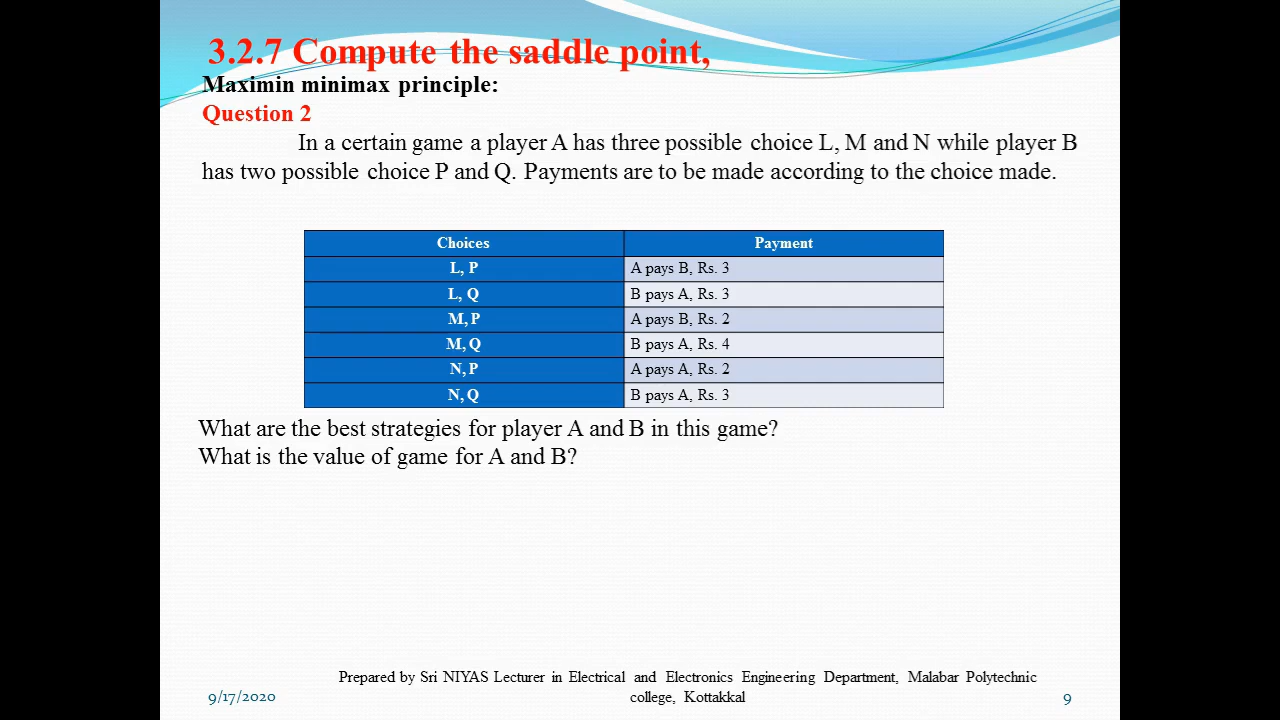 3.2.7 Compute the saddle point,
Maximin minimax principle:
Question 2
In a certain game a player A has three possible choice L, M and N while player B
has two possible choice P and Q. Payments are to be made according to the choice made.
Choices Payment
L, P A pays B, Rs. 3
L, Q B pays A, Rs. 3
M, P A pays B, Rs. 2
M, Q B pays A, Rs. 4
N, P A pays A, Rs. 2
N, Q B pays A, Rs. 3
What are the best strategies for player A and B in this game?
What is the value of game for A and B?
Prepared by Sri NIYAS Lecturer in Electrical and Electronics Engineering Department, Malabar Polytechnic
9/17/2020 college, Kottakkal 9